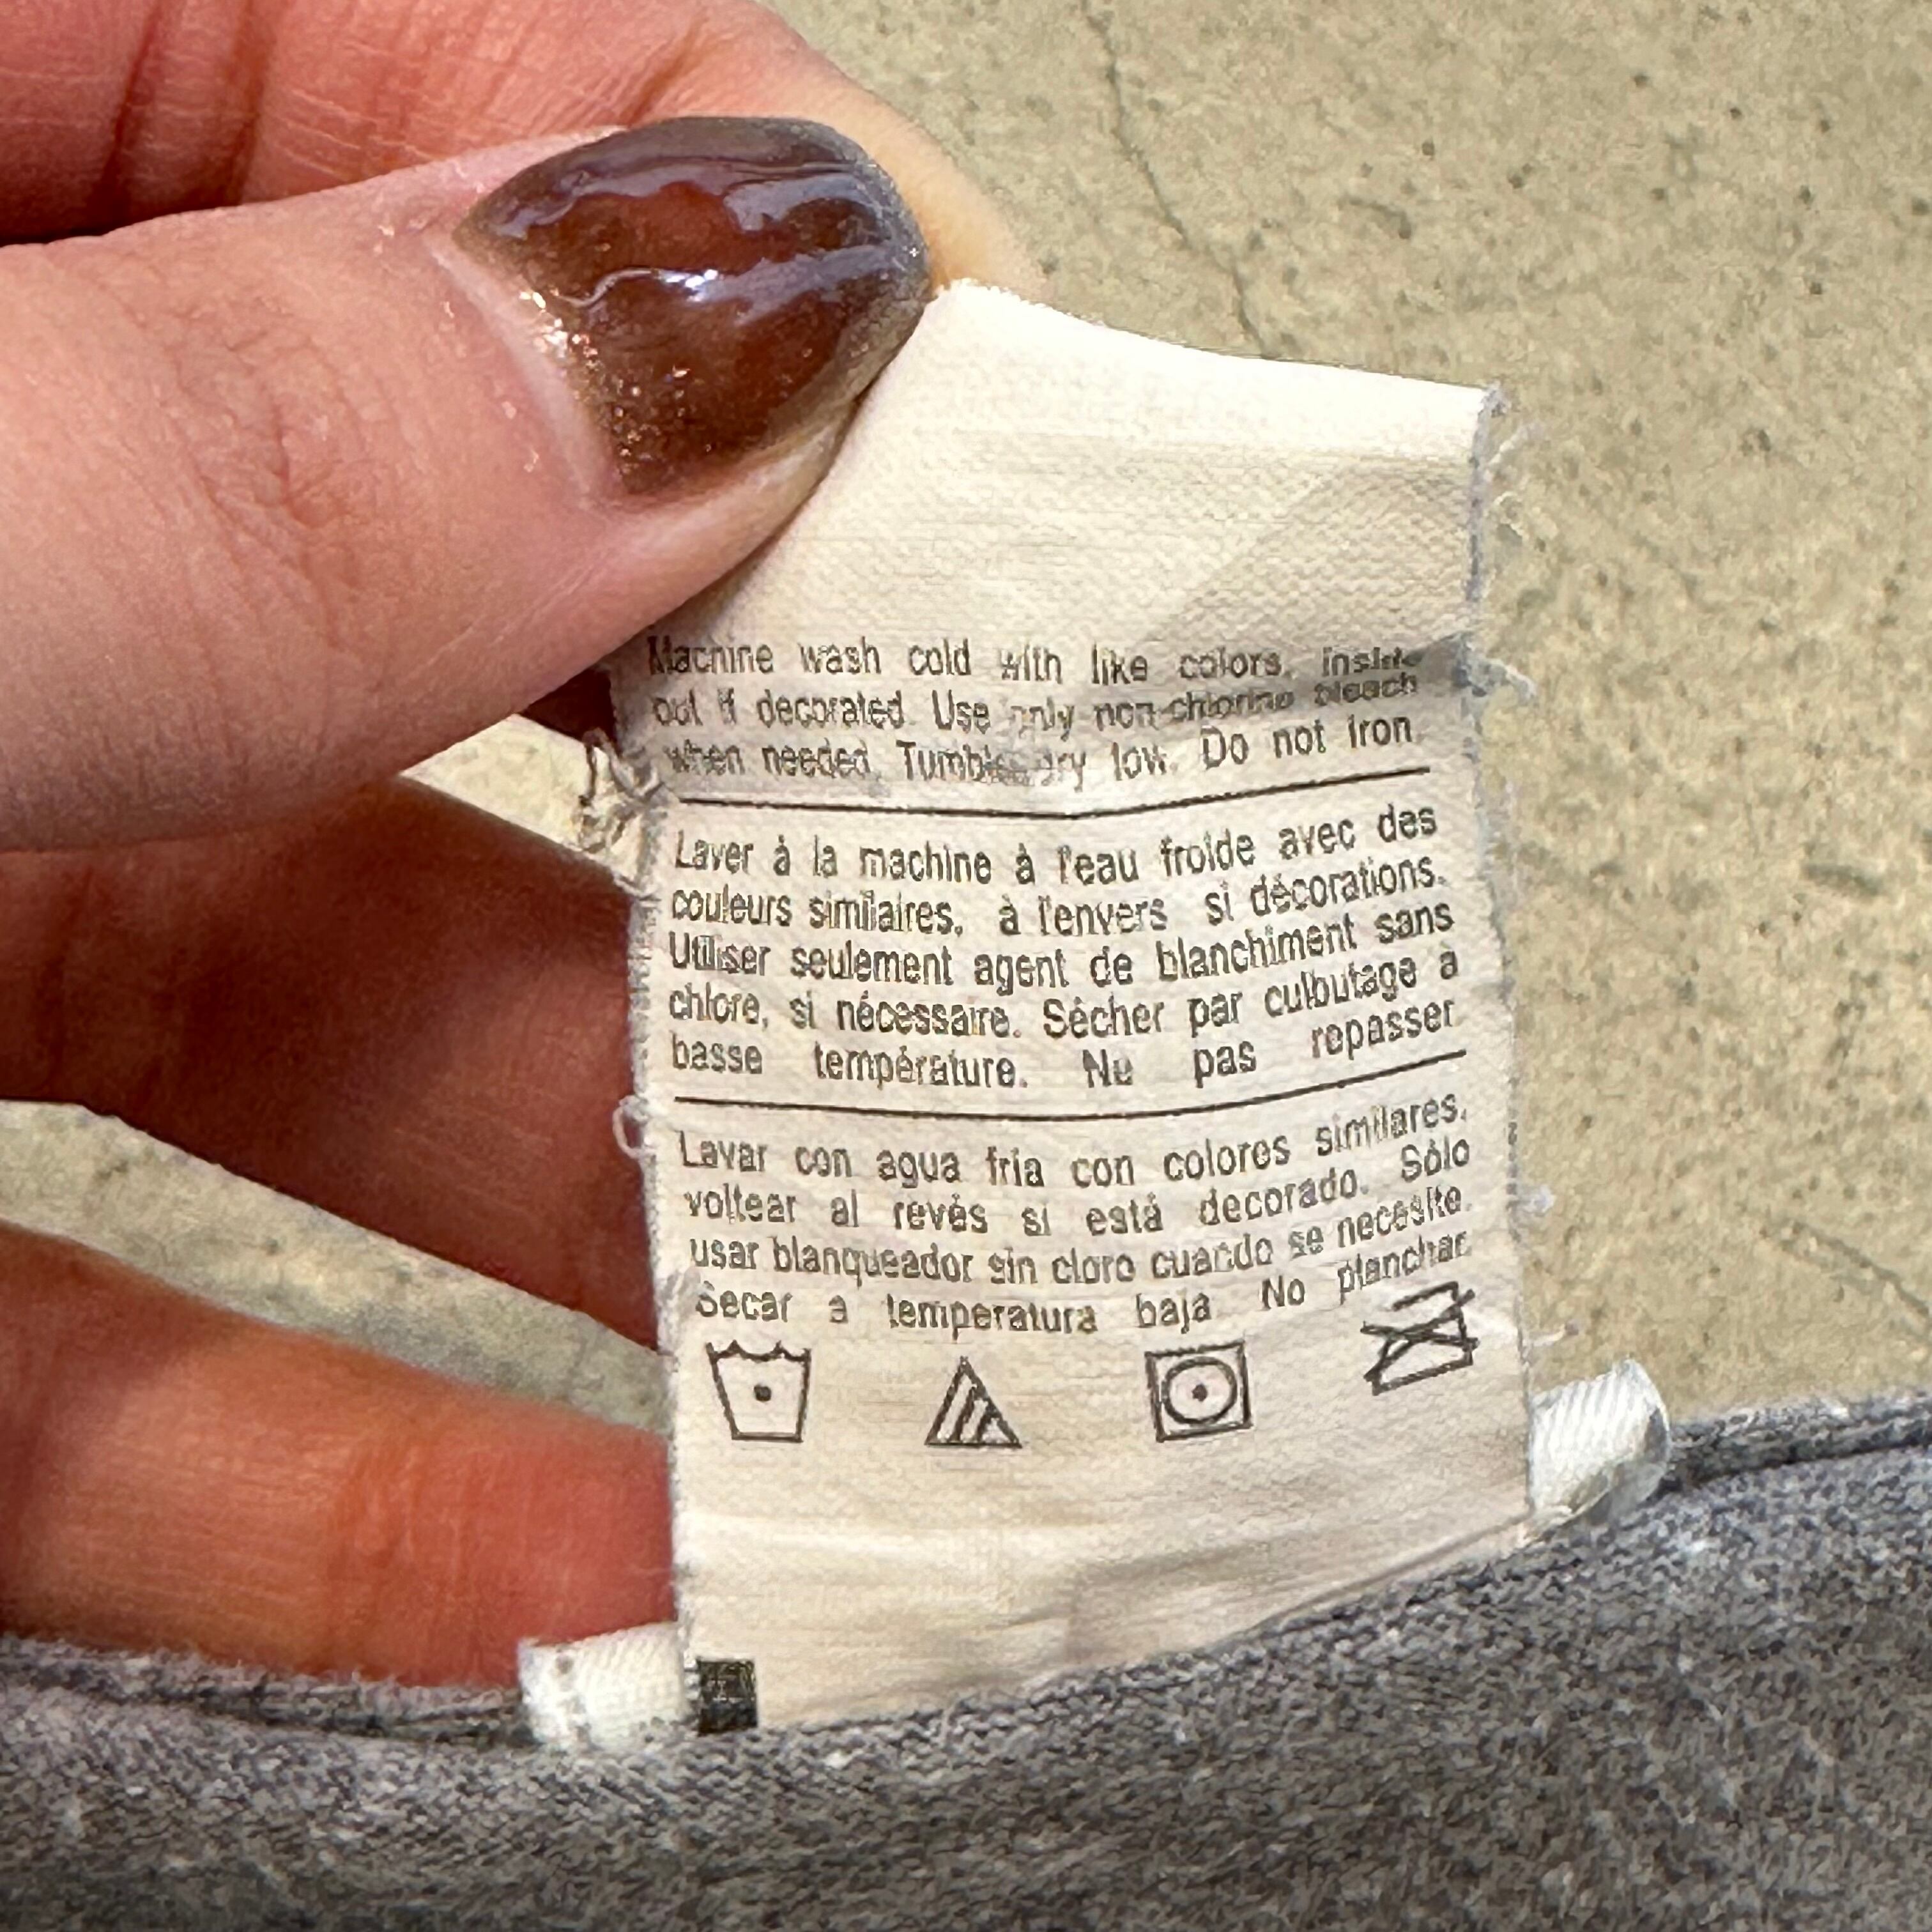 Machine wash cold with like colors, inside
out if decorated. Use only non-chlorine bleach
when needed. Tumble dry low. Do not iron.
Laver à la machine à l'eau froide avec des
couleurs similaires, à l'envers si décorations.
Utiliser seulement agent de blanchiment sans
chlore, si nécessaire. Sécher par culbutage à
basse température. Ne pas repasser.
Lavar con agua fria con colores similares,
voltear al revés si está decorado. Sólo
usar blanqueador sin cloro cuando se necesite.
Secar a temperatura baja. No planchar.